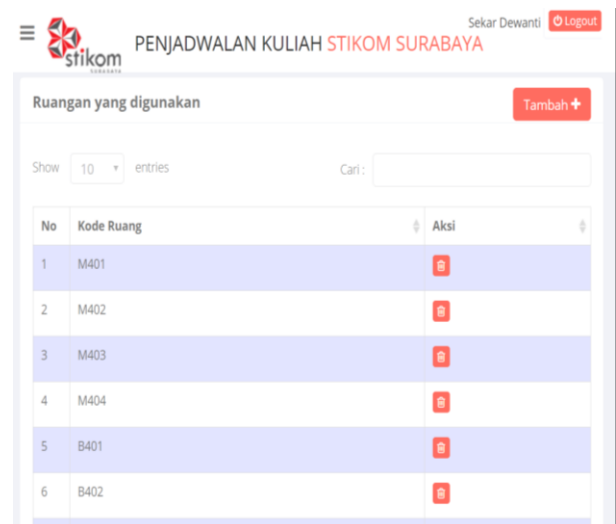 Sekar Dewanti Logout
stikom
SURABAYA
PENJADWALAN KULIAH STIKOM SURABAYA
Ruangan yang digunakan
Tambah +
Show 10 entries
Cari :
No Kode Ruang Aksi
1 M401
2 M402
3 M403
4 M404
5 B401
6 B402